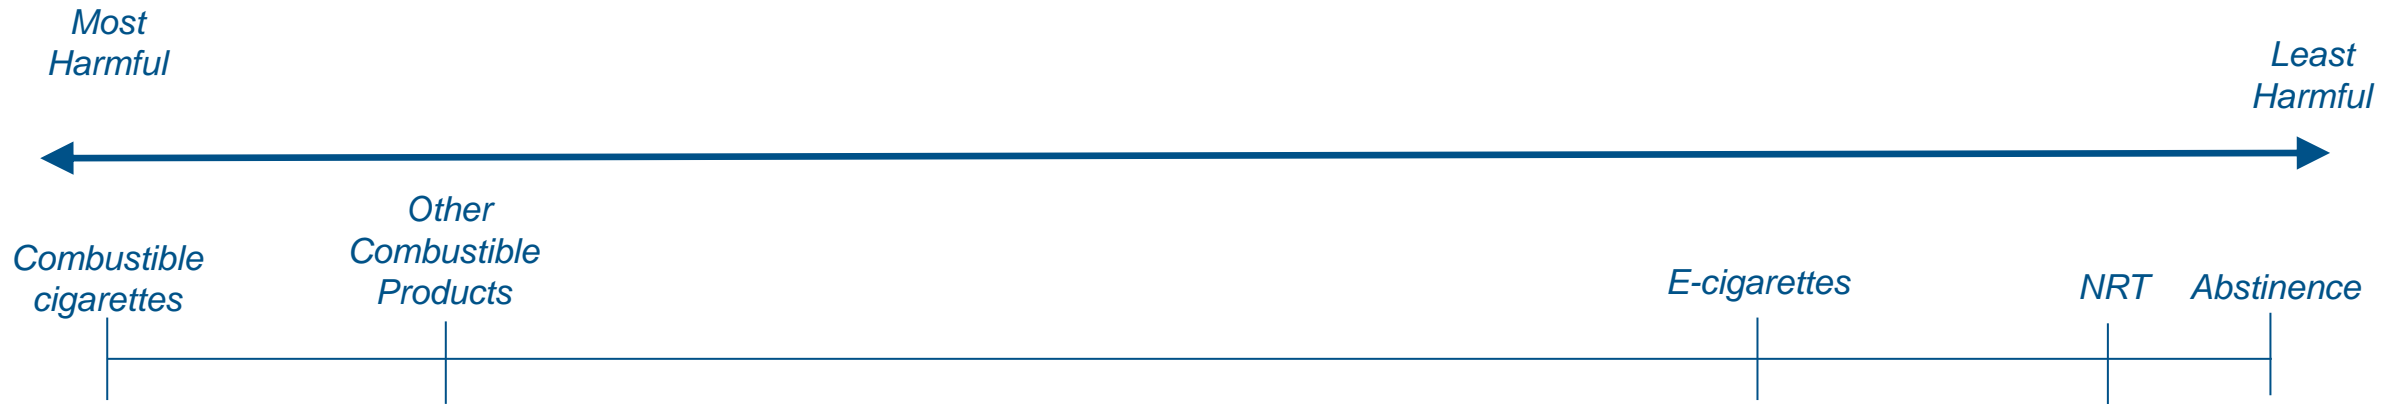 Most
Harmful
Least
Harmful
Combustible
cigarettes
Other
Combustible
Products
E-cigarettes
NRT
Abstinence